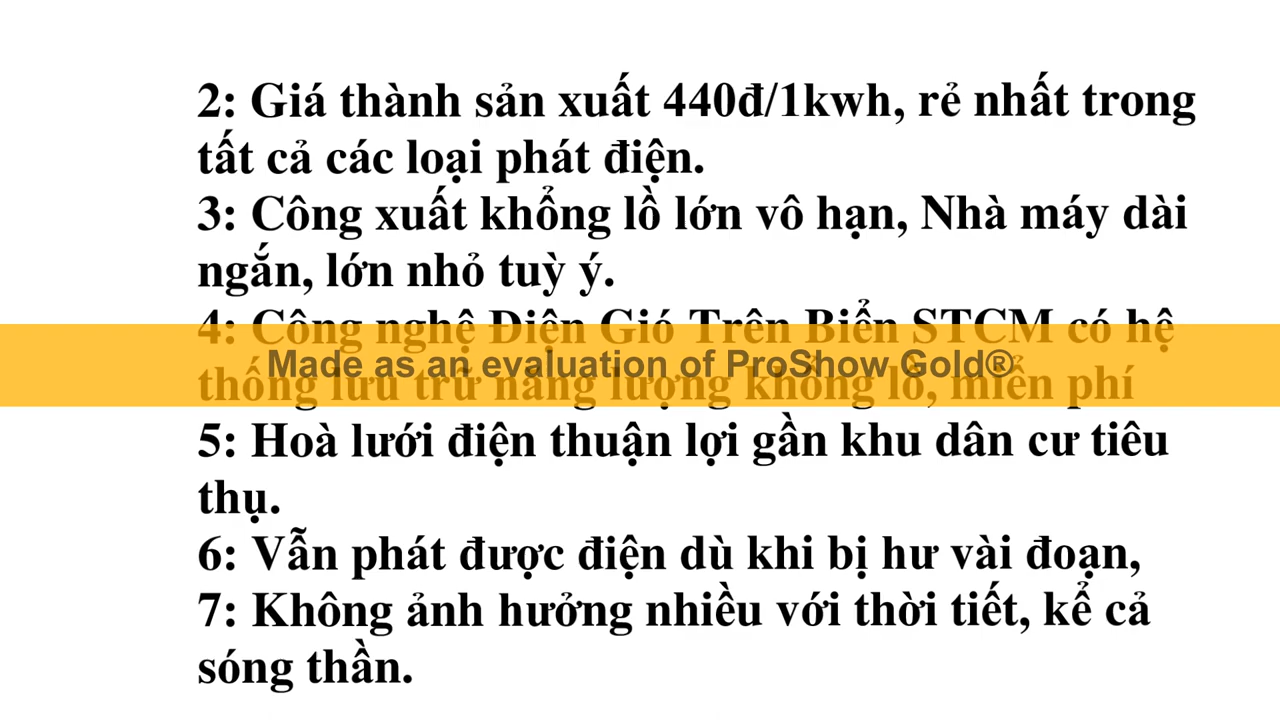 2: Giá thành sản xuất 440đ/1kwh, rẻ nhất trong
tất cả các loại phát điện.
3: Công xuất khổng lồ lớn vô hạn, Nhà máy dài
ngắn, lớn nhỏ tuỳ ý.
4: Công nghệ Điện Gió Trên Biển STCM có hệ
Made as an evaluation of ProShow Gold®
thống lưu trữ năng lượng khổng lồ, miển phí
5: Hoà lưới điện thuận lợi gần khu dân cư tiêu
thụ.
6: Vẫn phát được điện dù khi bị hư vài đoạn,
7: Không ảnh hưởng nhiều với thời tiết, kể cả
sóng thần.